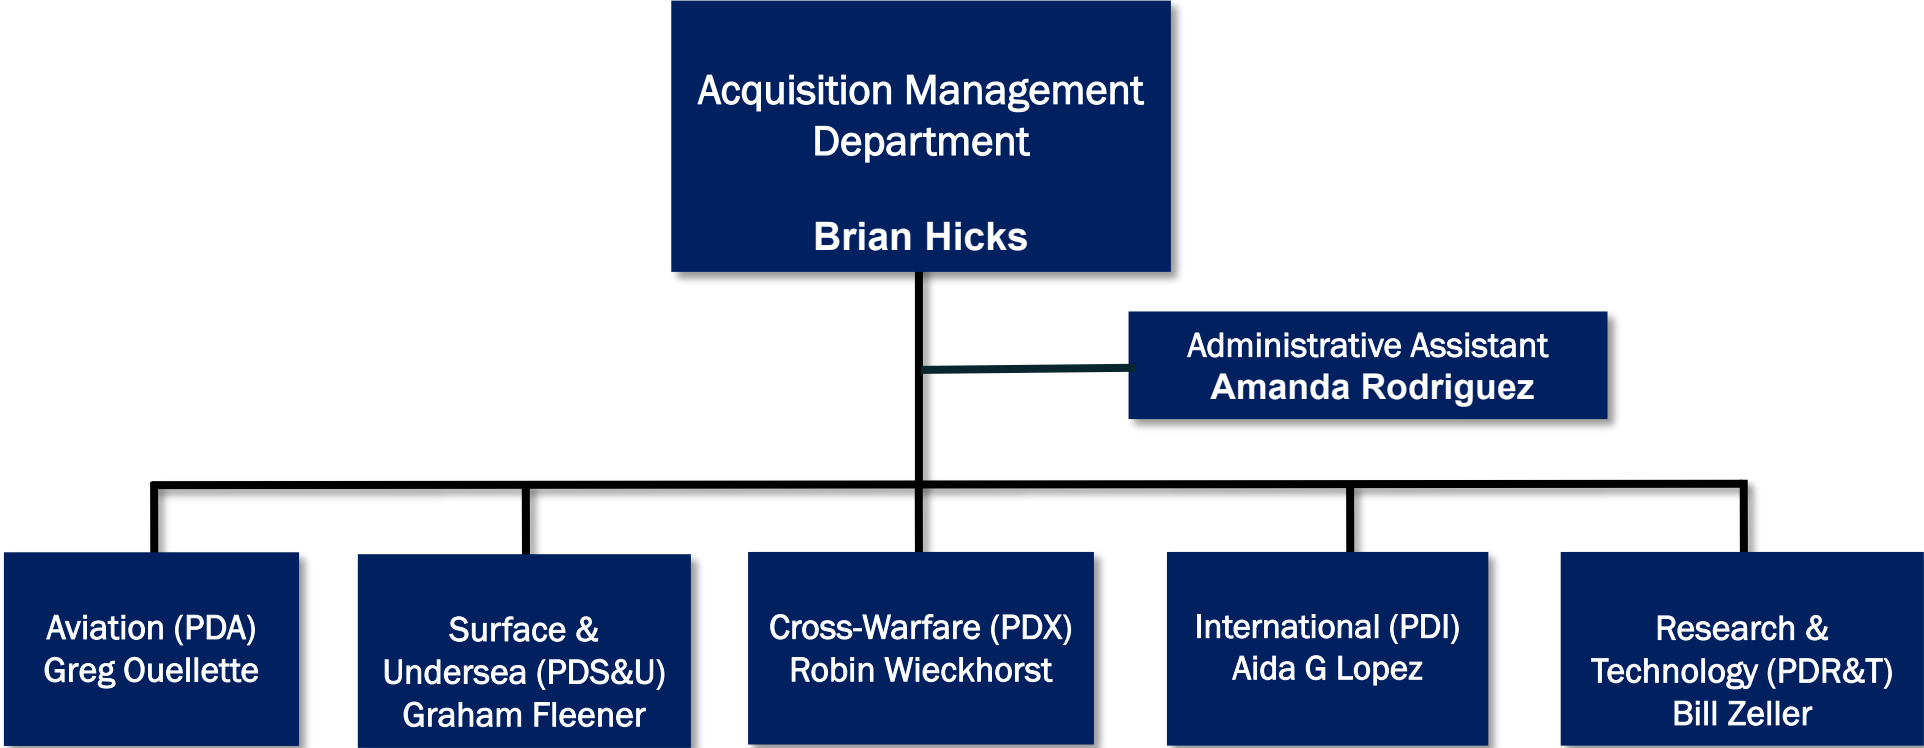 Acquisition Management
Department
Brian Hicks
Administrative Assistant
Amanda Rodriguez
Aviation (PDA)
Greg Ouellette
Surface &
Undersea (PDS&U)
Graham Fleener
Cross-Warfare (PDX)
Robin Wieckhorst
International (PDI)
Aida G Lopez
Research &
Technology (PDR&T)
Bill Zeller